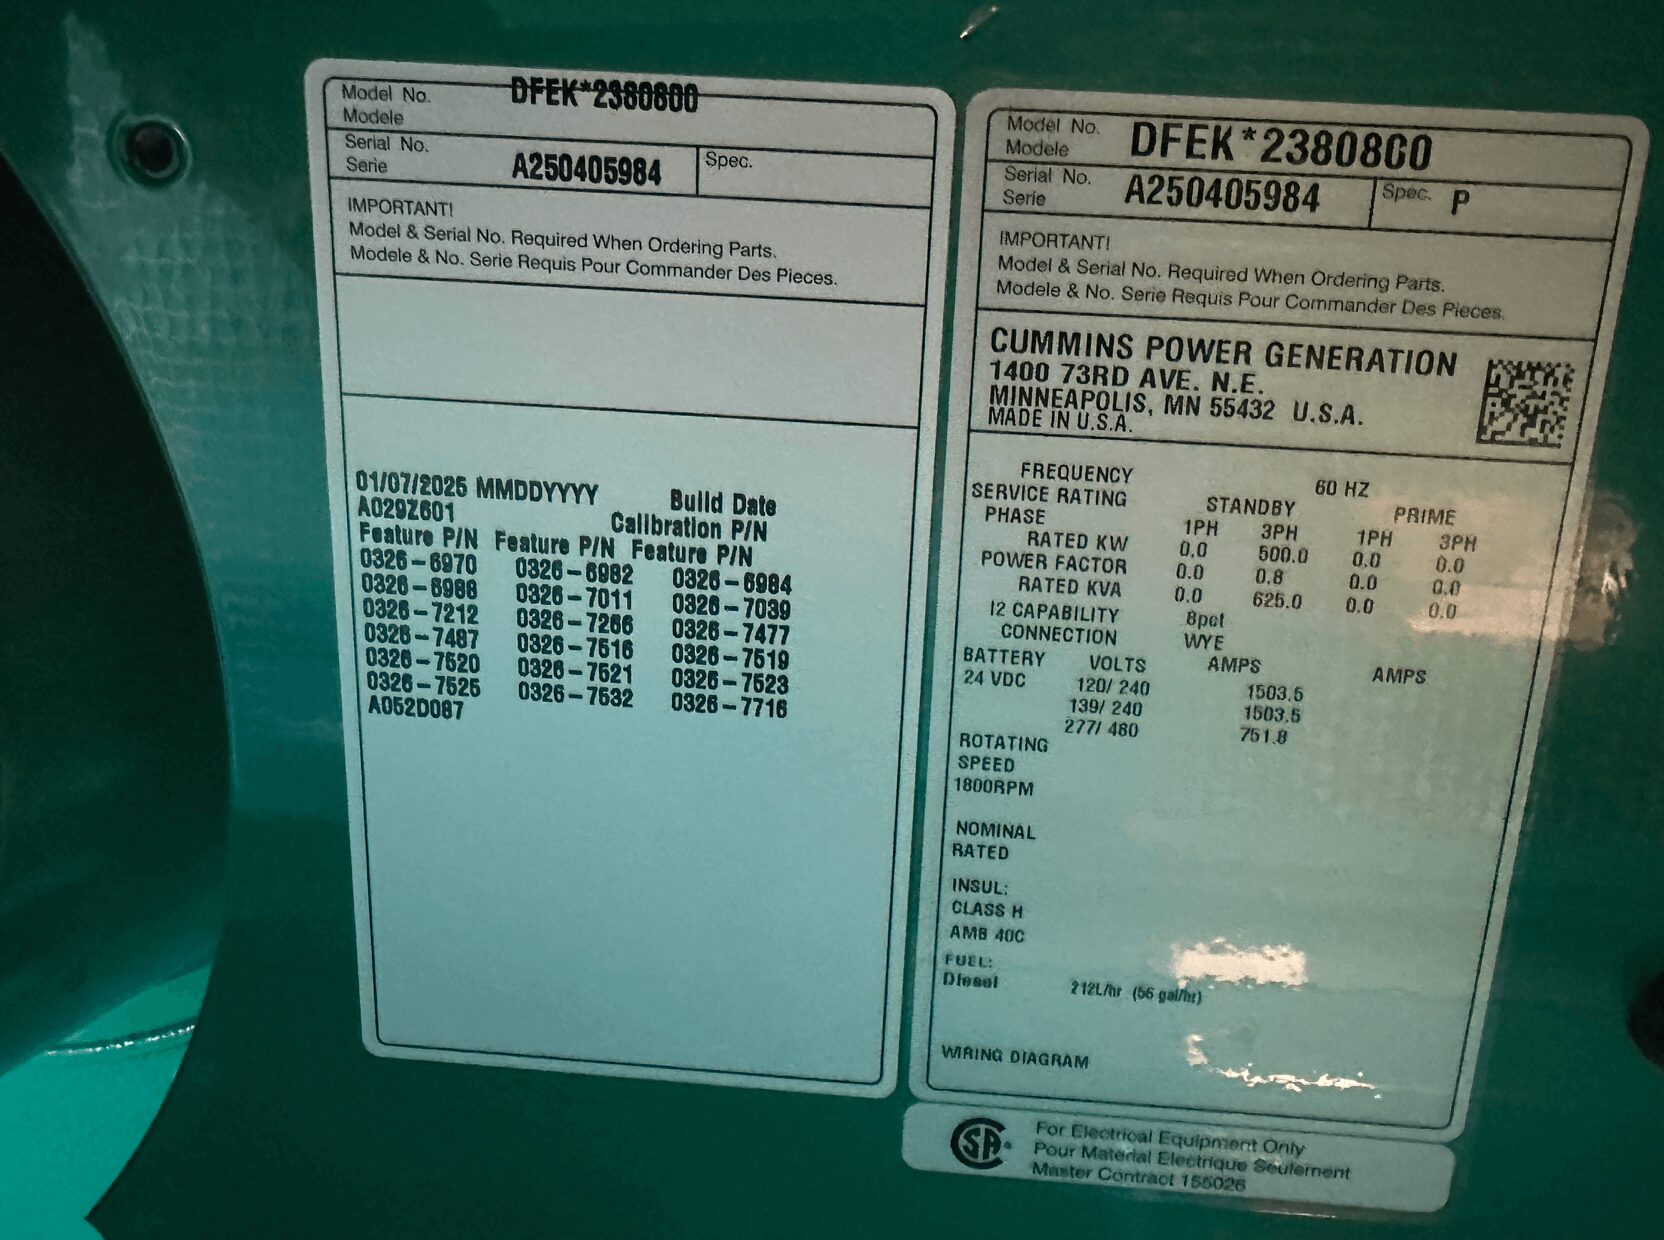 Model No.
Modele
DFEK*2380800
Serial No.
Serie
A250405984
Spec.
IMPORTANT!
Model & Serial No. Required When Ordering Parts.
Modele & No. Serie Requis Pour Commander Des Pieces.
01/07/2025 MMDDYYYY Build Date
A029Z601 Calibration P/N
Feature P/N Feature P/N Feature P/N
0326-6970 0326-6982 0326-6984
0326-6988 0326-7011 0326-7039
0326-7212 0326-7266 0326-7477
0326-7487 0326-7516 0326-7519
0326-7520 0326-7521 0326-7523
0326-7525 0326-7532 0326-7716
A052D087
Model No.
Modele
DFEK*2380800
Serial No.
Serie
A250405984
Spec. P
IMPORTANT!
Model & Serial No. Required When Ordering Parts.
Modele & No. Serie Requis Pour Commander Des Pieces.
CUMMINS POWER GENERATION
1400 73RD AVE. N.E.
MINNEAPOLIS, MN 55432 U.S.A.
MADE IN U.S.A.
FREQUENCY 60 HZ
SERVICE RATING STANDBY PRIME
PHASE 1PH 3PH 1PH 3PH
RATED KW 0.0 500.0 0.0 0.0
POWER FACTOR 0.0 0.8 0.0 0.0
RATED KVA 0.0 625.0 0.0 0.0
I2 CAPABILITY 8pct
CONNECTION WYE
BATTERY VOLTS AMPS AMPS
24 VDC 120/ 240 1503.5
139/ 240 1503.5
277/ 480 751.8
ROTATING
SPEED
1800RPM
NOMINAL
RATED
INSUL:
CLASS H
AMB 40C
FUEL:
Diesel 212L/hr (56 gal/hr)
WIRING DIAGRAM
For Electrical Equipment Only
Pour Material Electrique Seulement
Master Contract 155026